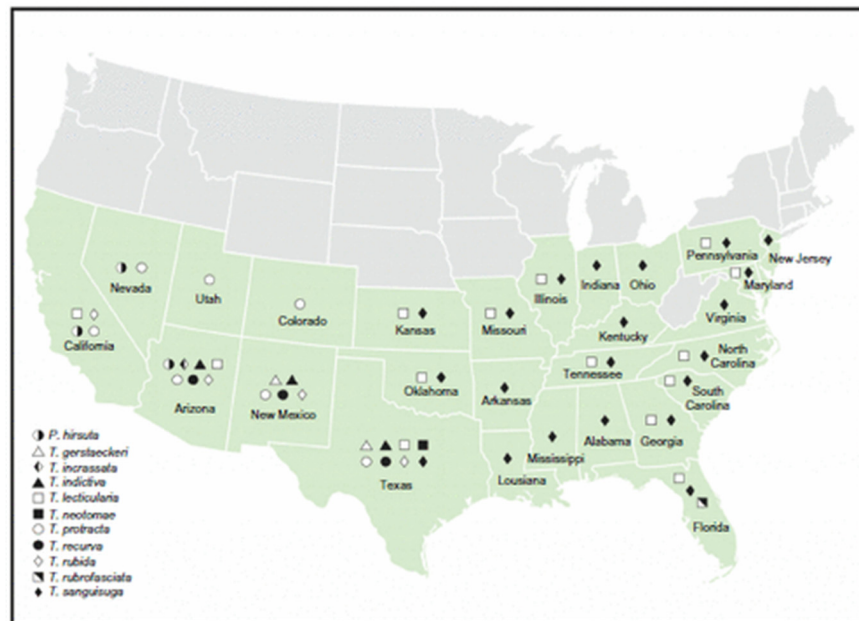 Nevada
Utah
Colorado
California
Arizona
New Mexico
Kansas
Missouri
Illinois
Indiana
Ohio
Pennsylvania
New Jersey
Maryland
Virginia
Kentucky
Tennessee
North
Carolina
South
Carolina
Oklahoma
Arkansas
Texas
Lousiana
Mississippi
Alabama
Georgia
Florida
P. hirsuta
T. gerstaeckeri
T. incrassata
T. indictiva
T. lecticularia
T. neotomae
T. protracta
T. recurva
T. rubida
T. rubrofasciata
T. sanguisuga